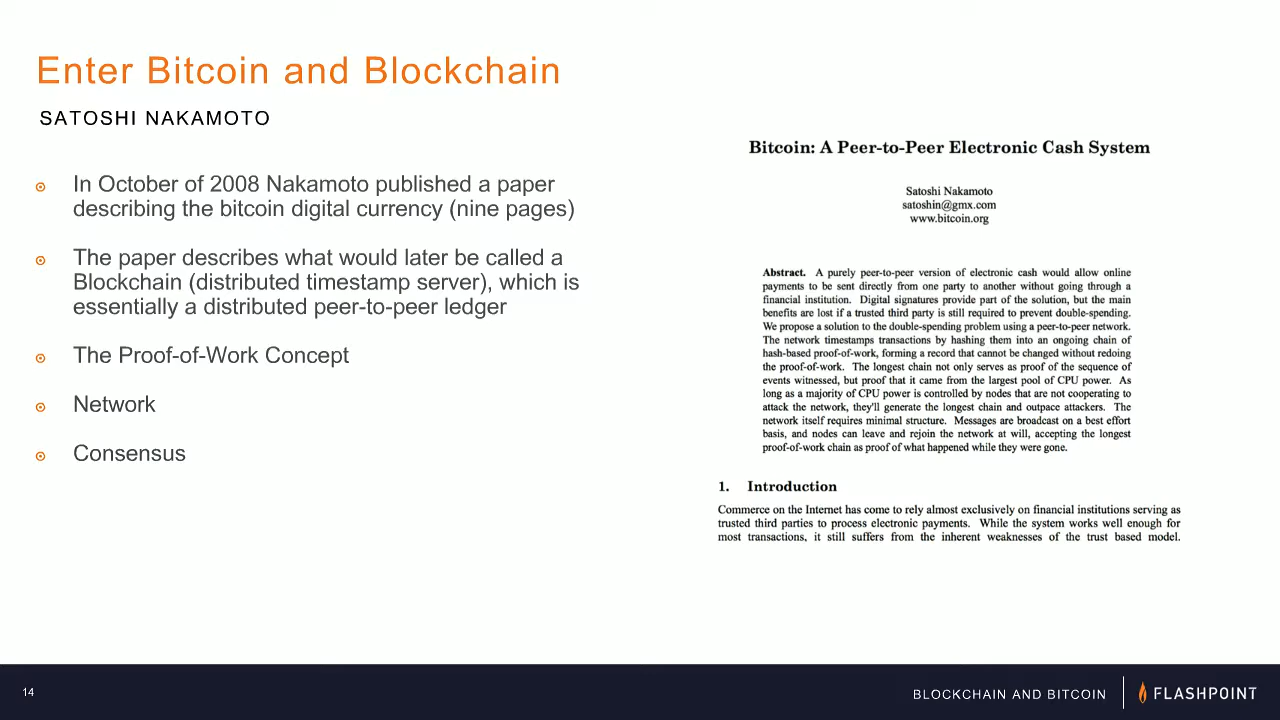 Enter Bitcoin and Blockchain
SATOSHI NAKAMOTO
In October of 2008 Nakamoto published a paper
describing the bitcoin digital currency (nine pages)
The paper describes what would later be called a
Blockchain (distributed timestamp server), which is
essentially a distributed peer-to-peer ledger
The Proof-of-Work Concept
Network
Consensus
Bitcoin: A Peer-to-Peer Electronic Cash System
Satoshi Nakamoto
satoshin@gmx.com
www.bitcoin.org
Abstract. A purely peer-to-peer version of electronic cash would allow online
payments to be sent directly from one party to another without going through a
financial institution. Digital signatures provide part of the solution, but the main
benefits are lost if a trusted third party is still required to prevent double-spending.
We propose a solution to the double-spending problem using a peer-to-peer network.
The network timestamps transactions by hashing them into an ongoing chain of
hash-based proof-of-work, forming a record that cannot be changed without redoing
the proof-of-work. The longest chain not only serves as proof of the sequence of
events witnessed, but proof that it came from the largest pool of CPU power. As
long as a majority of CPU power is controlled by nodes that are not cooperating to
attack the network, they'll generate the longest chain and outpace attackers. The
network itself requires minimal structure. Messages are broadcast on a best effort
basis, and nodes can leave and rejoin the network at will, accepting the longest
proof-of-work chain as proof of what happened while they were gone.
1. Introduction
Commerce on the Internet has come to rely almost exclusively on financial institutions serving as
trusted third parties to process electronic payments. While the system works well enough for
most transactions, it still suffers from the inherent weaknesses of the trust based model.
14
BLOCKCHAIN AND BITCOIN
FLASHPOINT